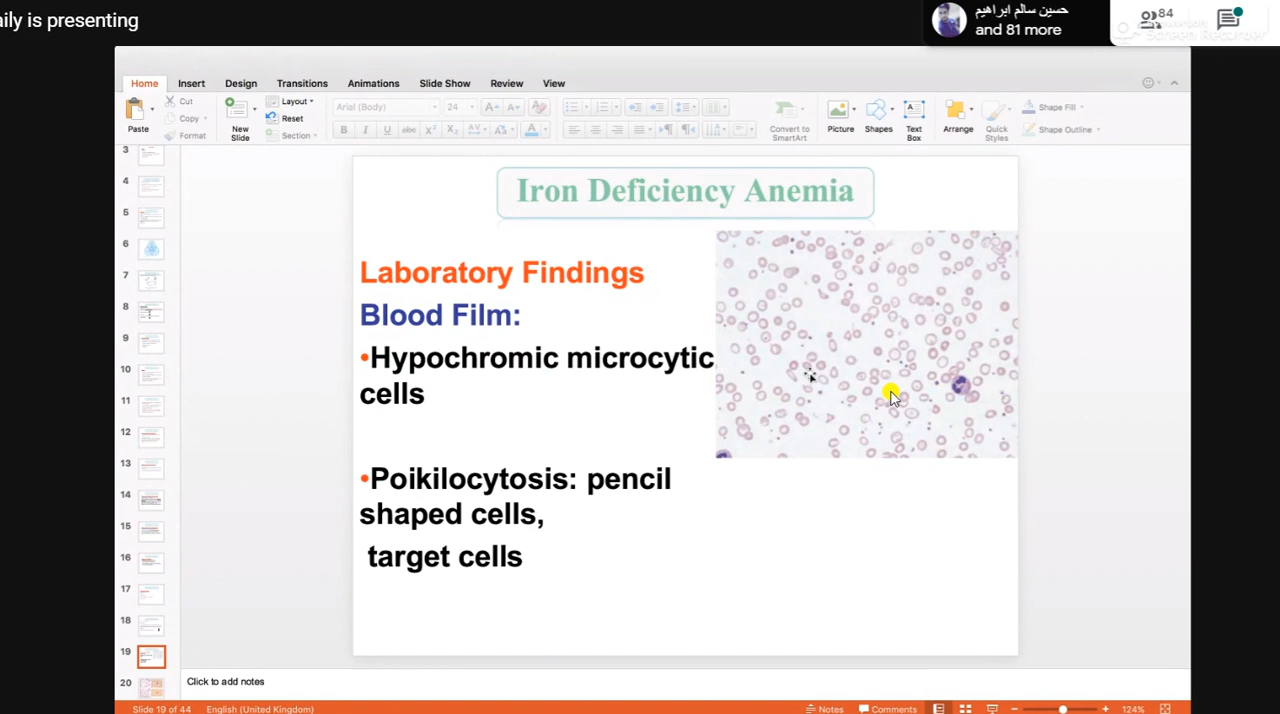 aily is presenting
حسين سالم ابراهيم
and 81 more
84
Screen Recorder
Home Insert Design Transitions Animations Slide Show Review View
Paste
Cut
Copy
Format
New Slide
Layout
Reset
Section
Arial (Body) 24
Convert to SmartArt
Picture
Shapes
Text Box
Arrange
Quick Styles
Shape Fill
Shape Outline
3
4
5
6
7
8
9
10
11
12
13
14
15
16
17
18
19
20
Iron Deficiency Anemia
Laboratory Findings
Blood Film:
•Hypochromic microcytic
cells
•Poikilocytosis: pencil
shaped cells,
target cells
Click to add notes
Slide 19 of 44 English (United Kingdom) Notes Comments 124%